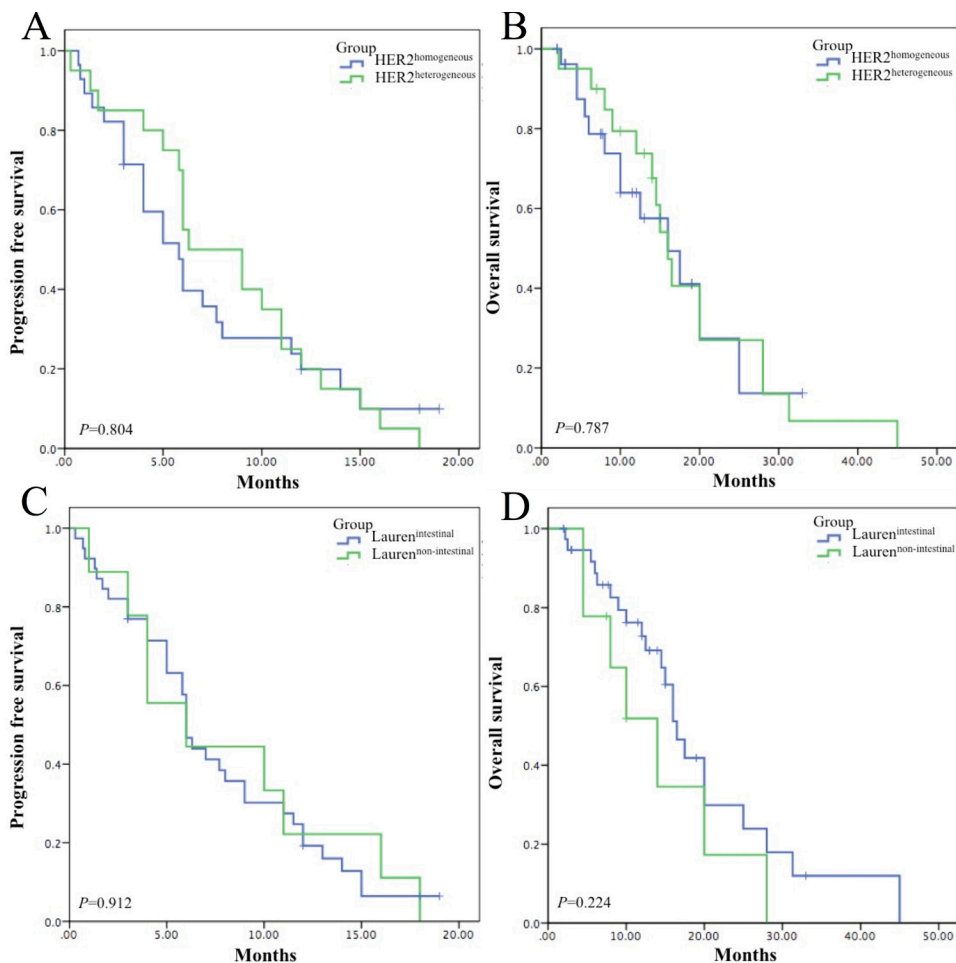 A
Group
HER2homogeneous
HER2heterogeneous
Progression free survival
1.0
0.8
0.6
0.4
0.2
0.0
P=0.804
.00 5.00 10.00 15.00 20.00
Months
B
Group
HER2homogeneous
HER2heterogeneous
Overall survival
1.0
0.8
0.6
0.4
0.2
0.0
P=0.787
.00 10.00 20.00 30.00 40.00 50.00
Months
C
Group
Laurenintestinal
Laurennon-intestinal
Progression free survival
1.0
0.8
0.6
0.4
0.2
0.0
P=0.912
.00 5.00 10.00 15.00 20.00
Months
D
Group
Laurenintestinal
Laurennon-intestinal
Overall survival
1.0
0.8
0.6
0.4
0.2
0.0
P=0.224
.00 10.00 20.00 30.00 40.00 50.00
Months